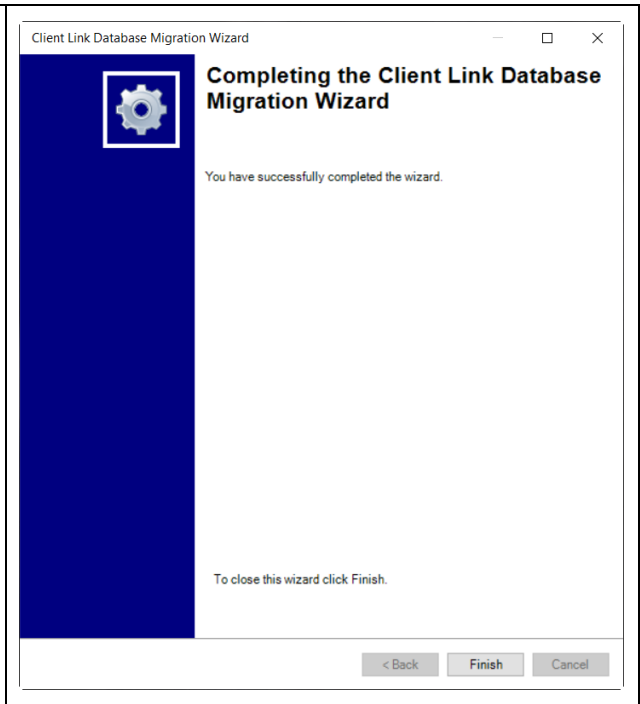 Client Link Database Migration Wizard
Completing the Client Link Database
Migration Wizard
You have successfully completed the wizard.
To close this wizard click Finish.
< Back Finish Cancel